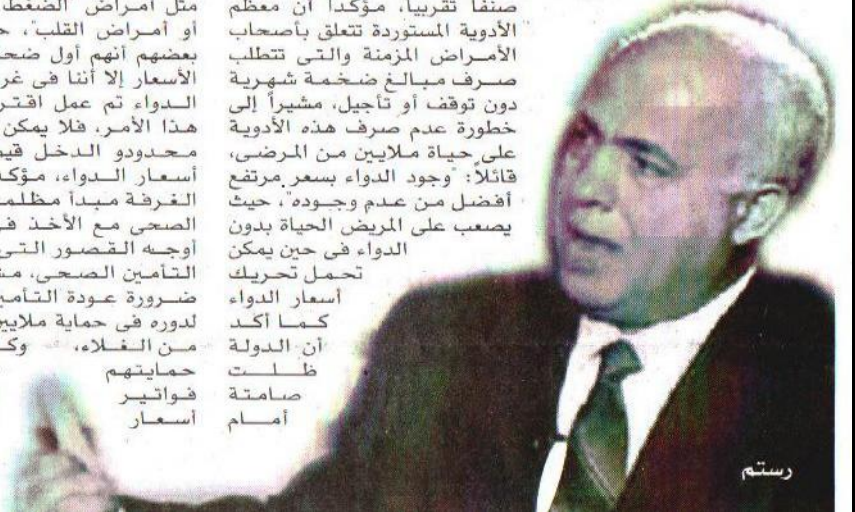 صنفاً تقريباً، مؤكداً أن معظم
الأدوية المستوردة تتعلق بأصحاب
الأمراض المزمنة والتى تتطلب
صرف مبالغ ضخمة شهرية
دون توقف أو تأجيل، مشيراً إلى
خطورة عدم صرف هذه الأدوية
على حياة ملايين من المرضى،
قائلاً: "وجود الدواء بسعر مرتفع
أفضل من عدم وجوده"، حيث
يصعب على المريض الحياة بدون
الدواء فى حين يمكن
تحمل تحريك
أسعار الدواء
كما أكد
أن الدولة
ظلت
صامتة
أمام
مثل أمراض "الضغط
أو أمراض القلب"،
بعضهم أنهم أول
الأسعار إلا أننا فى
الدواء تم عمل
هذا الأمر، فلا يمكن
محدودو الدخل
أسعار الدواء،
الغرفة مبدأ
الصحى مع الأخذ
أوجه القصور التى
التأمين الصحى،
ضرورة عودة
لدوره فى حماية
من الغلاء،
حمايتهم
فواتير
أسعار
رستم